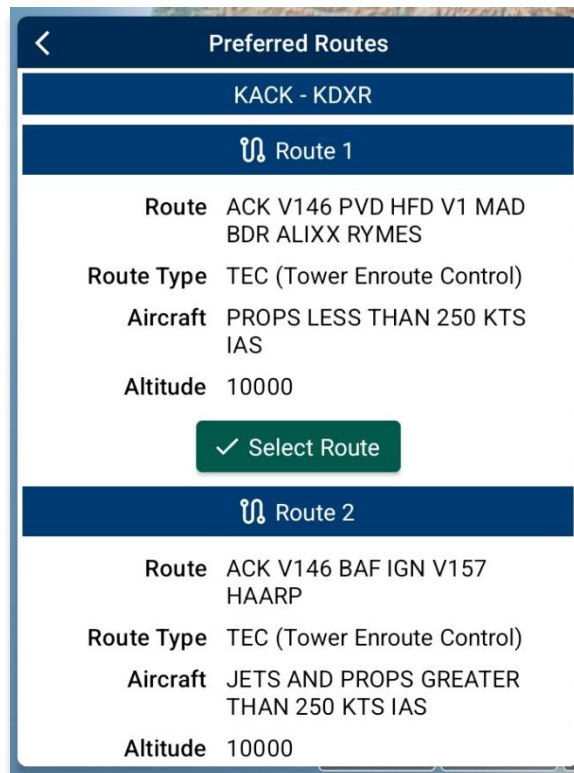 Preferred Routes
KACK - KDXR
Route 1
Route ACK V146 PVD HFD V1 MAD
BDR ALIXX RYMES
Route Type TEC (Tower Enroute Control)
Aircraft PROPS LESS THAN 250 KTS
IAS
Altitude 10000
Select Route
Route 2
Route ACK V146 BAF IGN V157
HAARP
Route Type TEC (Tower Enroute Control)
Aircraft JETS AND PROPS GREATER
THAN 250 KTS IAS
Altitude 10000